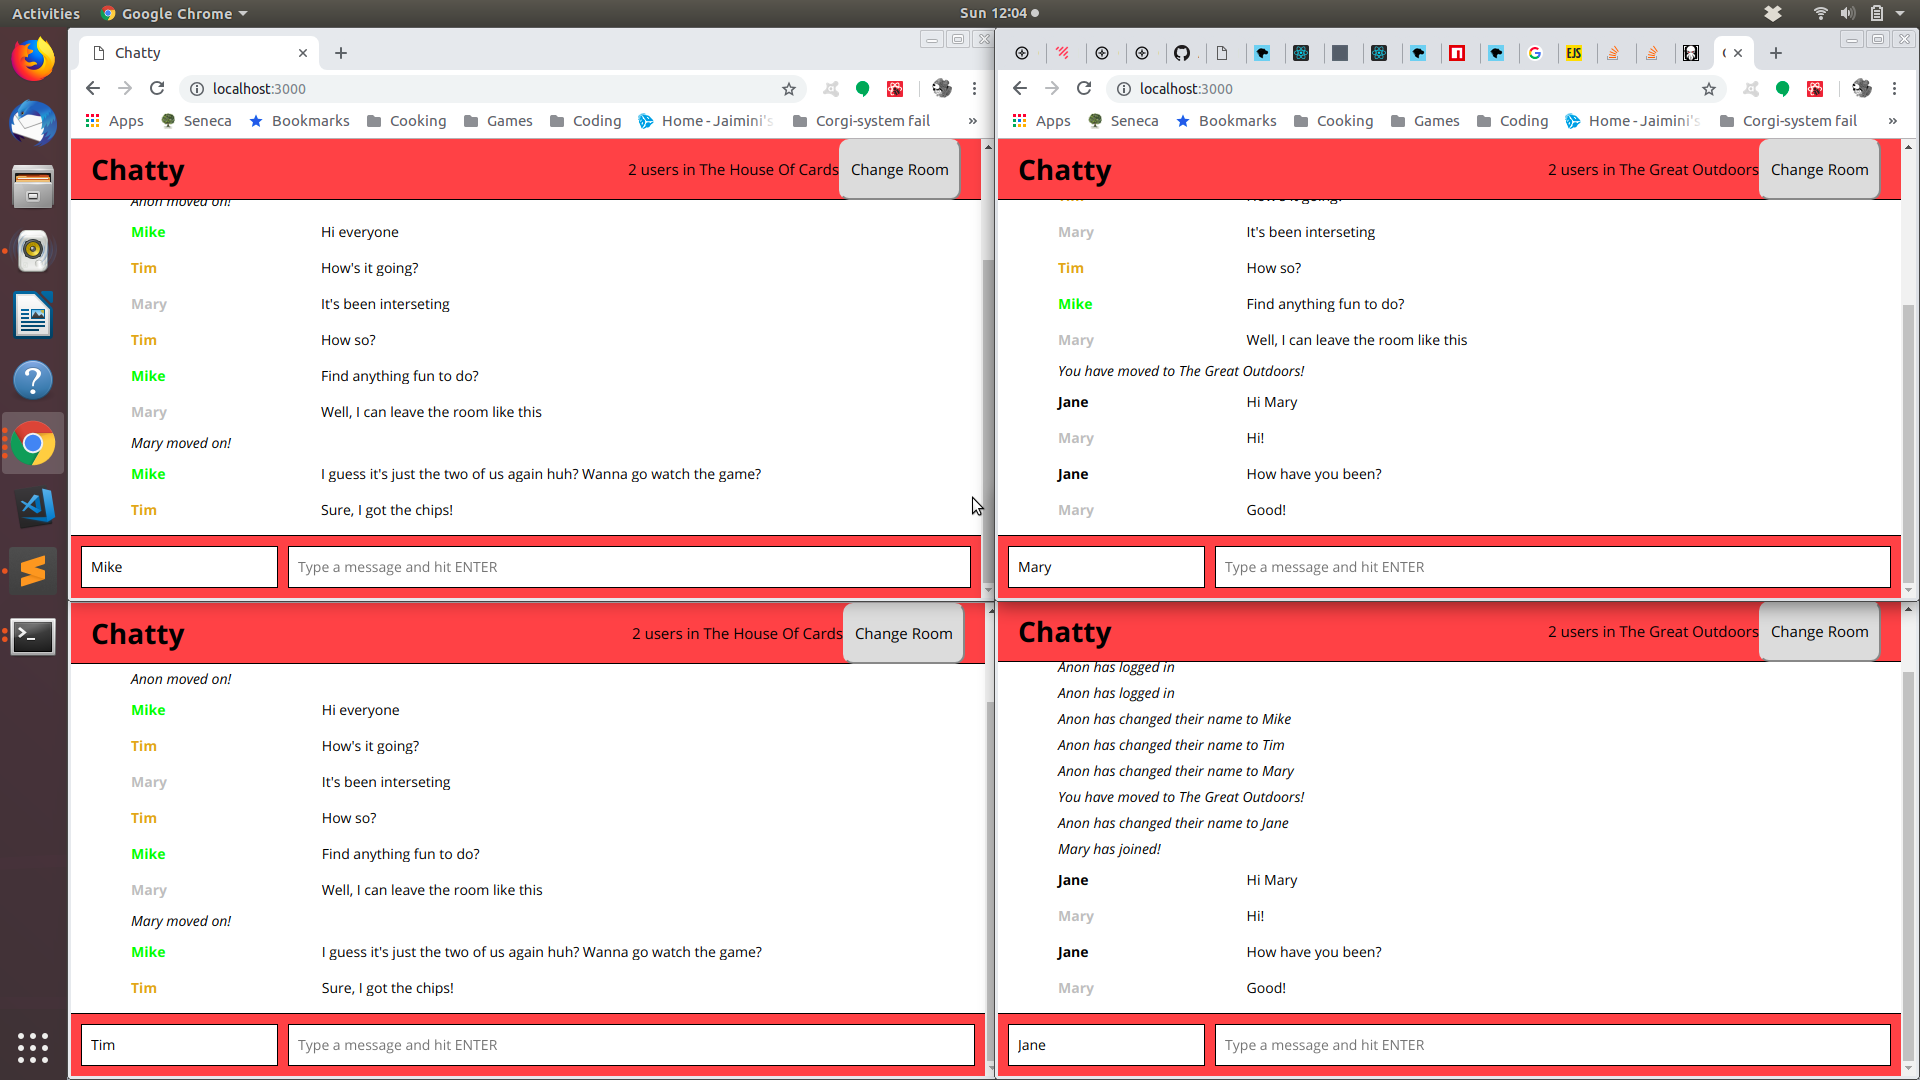 Activities
Google Chrome
Sun 12:04
Chatty
localhost:3000
Apps
Seneca
Bookmarks
Cooking
Games
Coding
Home - Jaimini's
Corgi-system fail
»
Chatty
2 users in The House Of Cards
Change Room
Anon moved on!
Mike Hi everyone
Tim How's it going?
Mary It's been interseting
Tim How so?
Mike Find anything fun to do?
Mary Well, I can leave the room like this
Mary moved on!
Mike I guess it's just the two of us again huh? Wanna go watch the game?
Tim Sure, I got the chips!
Mike
Type a message and hit ENTER
EJS
localhost:3000
Apps
Seneca
Bookmarks
Cooking
Games
Coding
Home - Jaimini's
Corgi-system fail
»
Chatty
2 users in The Great Outdoors
Change Room
Tim How's it going?
Mary It's been interseting
Tim How so?
Mike Find anything fun to do?
Mary Well, I can leave the room like this
You have moved to The Great Outdoors!
Jane Hi Mary
Mary Hi!
Jane How have you been?
Mary Good!
Mary
Type a message and hit ENTER
Chatty
2 users in The House Of Cards
Change Room
Anon moved on!
Mike Hi everyone
Tim How's it going?
Mary It's been interseting
Tim How so?
Mike Find anything fun to do?
Mary Well, I can leave the room like this
Mary moved on!
Mike I guess it's just the two of us again huh? Wanna go watch the game?
Tim Sure, I got the chips!
Tim
Type a message and hit ENTER
Chatty
2 users in The Great Outdoors
Change Room
Anon has logged in
Anon has logged in
Anon has changed their name to Mike
Anon has changed their name to Tim
Anon has changed their name to Mary
You have moved to The Great Outdoors!
Anon has changed their name to Jane
Mary has joined!
Jane Hi Mary
Mary Hi!
Jane How have you been?
Mary Good!
Jane
Type a message and hit ENTER